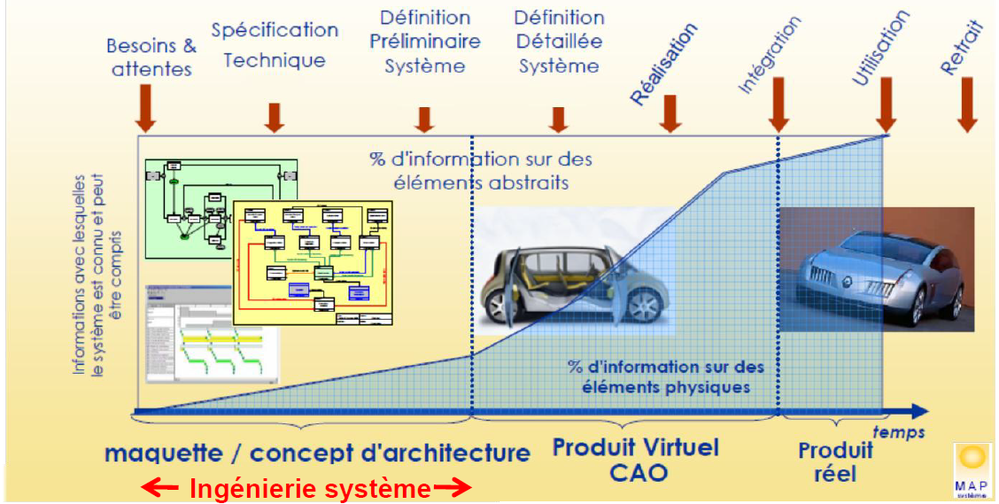 Besoins &
attentes
Spécification
Technique
Définition
Préliminaire
Système
Définition
Détaillée
Système
Réalisation
Intégration
Utilisation
Retrait
Informations avec lesquelles
le système est connu et peut
être compris
% d'information sur des
éléments abstraits
% d'information sur des
éléments physiques
temps
maquette / concept d'architecture
Produit Virtuel
CAO
Produit
réel
Ingénierie système
MAP
système